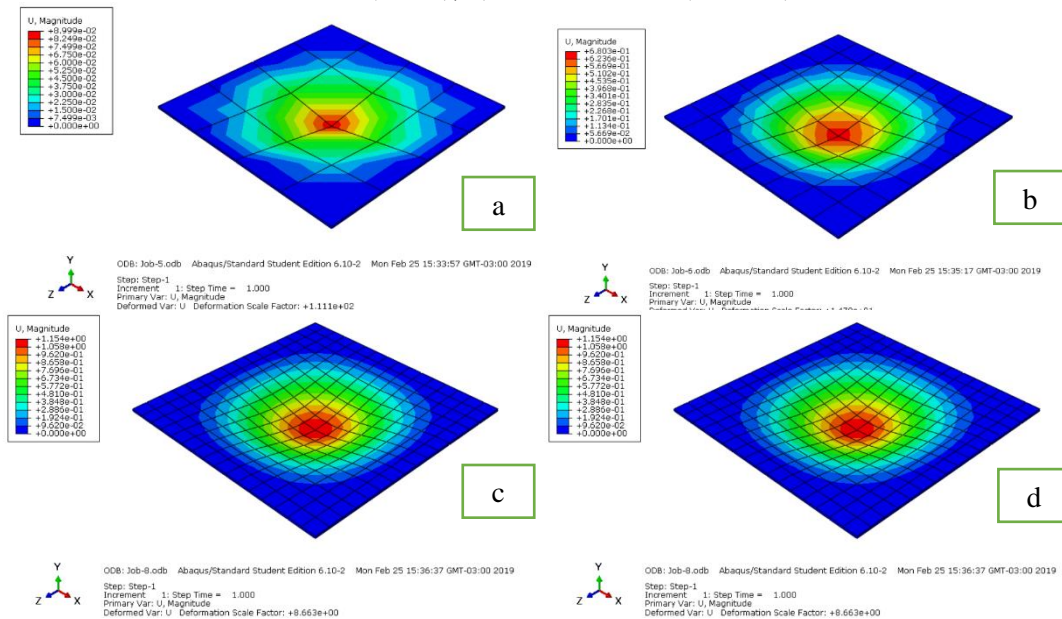 U, Magnitude
+8.999e-02
+8.249e-02
+7.499e-02
+6.750e-02
+6.000e-02
+5.250e-02
+4.500e-02
+3.750e-02
+3.000e-02
+2.250e-02
+1.500e-02
+7.499e-03
+0.000e+00
a
Y
Z X
ODB: Job-5.odb Abaqus/Standard Student Edition 6.10-2 Mon Feb 25 15:33:57 GMT-03:00 2019
Step: Step-1
Increment 1: Step Time = 1.000
Primary Var: U, Magnitude
Deformed Var: U Deformation Scale Factor: +1.111e+02
U, Magnitude
+6.803e-01
+6.236e-01
+5.669e-01
+5.102e-01
+4.535e-01
+3.968e-01
+3.401e-01
+2.835e-01
+2.268e-01
+1.701e-01
+1.134e-01
+5.669e-02
+0.000e+00
b
Y
Z X
ODB: Job-6.odb Abaqus/Standard Student Edition 6.10-2 Mon Feb 25 15:35:17 GMT-03:00 2019
Step: Step-1
Increment 1: Step Time = 1.000
Primary Var: U, Magnitude
Deformed Var: U Deformation Scale Factor:
U, Magnitude
+1.154e+00
+1.058e+00
+9.620e-01
+8.658e-01
+7.696e-01
+6.734e-01
+5.772e-01
+4.810e-01
+3.848e-01
+2.886e-01
+1.924e-01
+9.620e-02
+0.000e+00
c
Y
Z X
ODB: Job-8.odb Abaqus/Standard Student Edition 6.10-2 Mon Feb 25 15:36:37 GMT-03:00 2019
Step: Step-1
Increment 1: Step Time = 1.000
Primary Var: U, Magnitude
Deformed Var: U Deformation Scale Factor: +8.663e+00
U, Magnitude
+1.154e+00
+1.058e+00
+9.620e-01
+8.658e-01
+7.696e-01
+6.734e-01
+5.772e-01
+4.810e-01
+3.848e-01
+2.886e-01
+1.924e-01
+9.620e-02
+0.000e+00
d
Y
Z X
ODB: Job-8.odb Abaqus/Standard Student Edition 6.10-2 Mon Feb 25 15:36:37 GMT-03:00 2019
Step: Step-1
Increment 1: Step Time = 1.000
Primary Var: U, Magnitude
Deformed Var: U Deformation Scale Factor: +8.663e+00